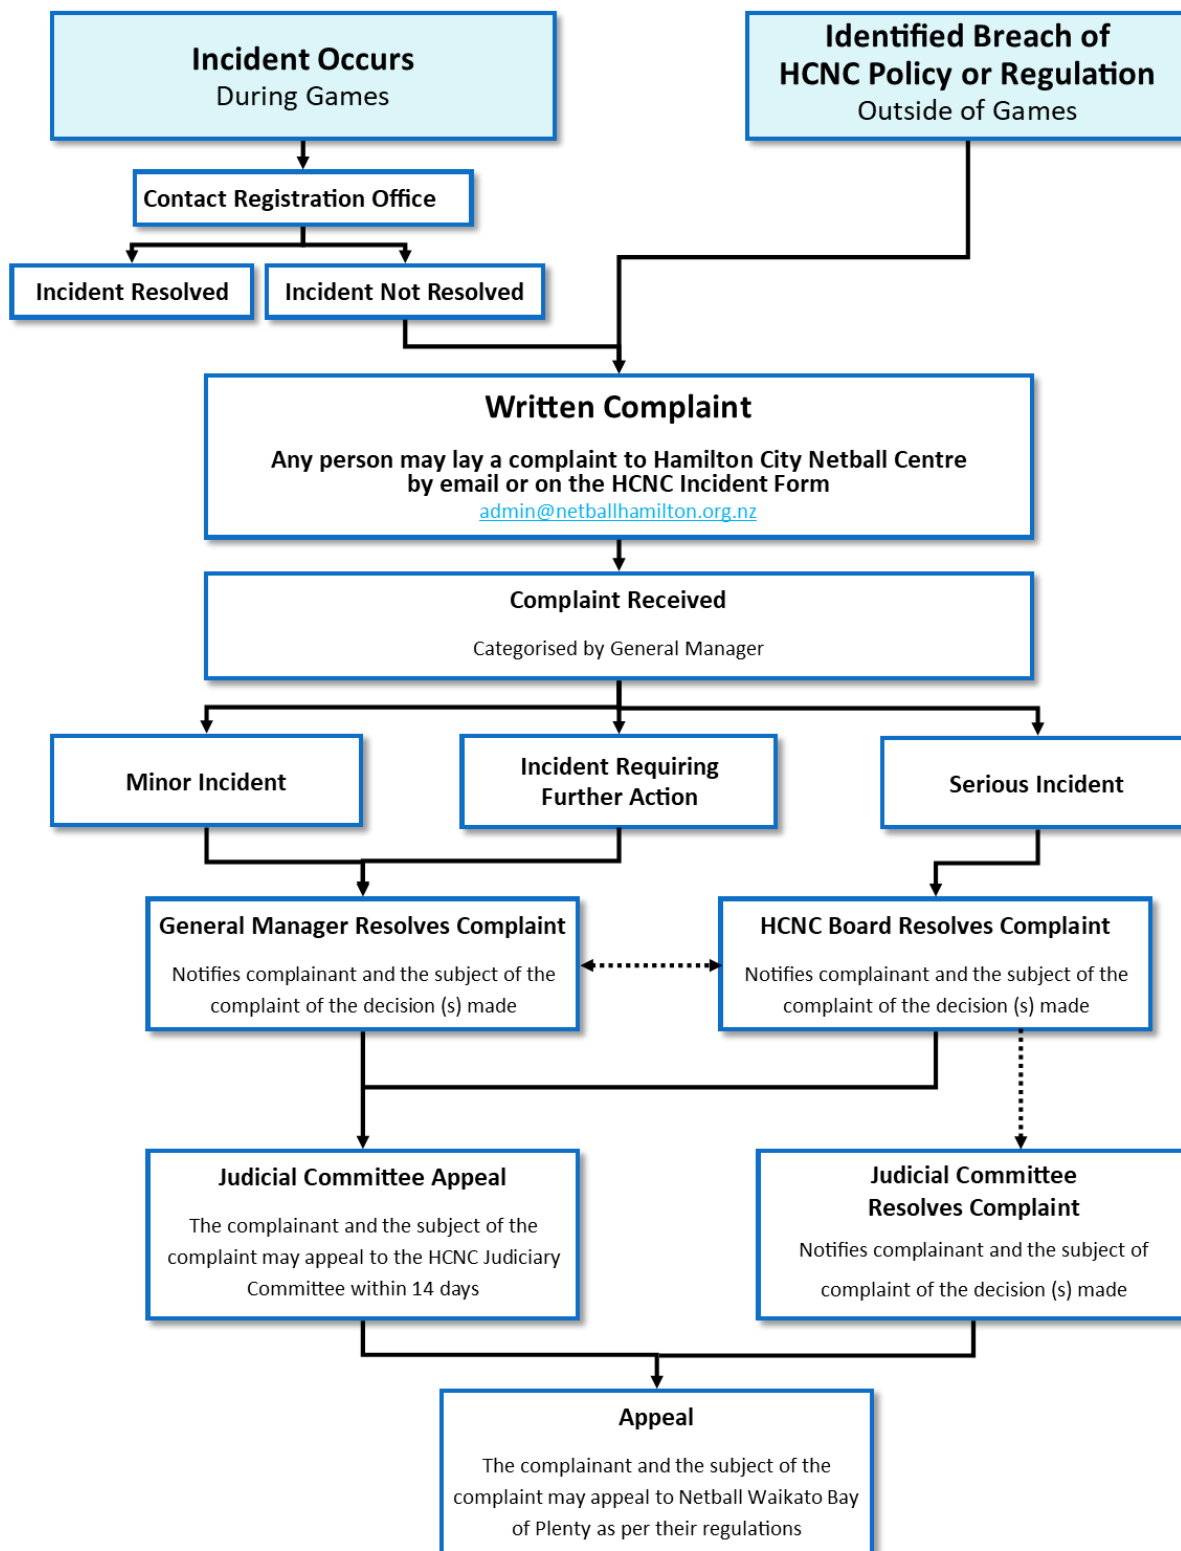 Incident Occurs
During Games
Identified Breach of
HCNC Policy or Regulation
Outside of Games
Contact Registration Office
Incident Resolved
Incident Not Resolved
Written Complaint
Any person may lay a complaint to Hamilton City Netball Centre
by email or on the HCNC Incident Form
admin@netballhamilton.org.nz
Complaint Received
Categorised by General Manager
Minor Incident
Incident Requiring
Further Action
Serious Incident
General Manager Resolves Complaint
Notifies complainant and the subject of the
complaint of the decision (s) made
HCNC Board Resolves Complaint
Notifies complainant and the subject of the
complaint of the decision (s) made
Judicial Committee Appeal
The complainant and the subject of the
complaint may appeal to the HCNC Judiciary
Committee within 14 days
Judicial Committee
Resolves Complaint
Notifies complainant and the subject of
complaint of the decision (s) made
Appeal
The complainant and the subject of the
complaint may appeal to Netball Waikato Bay
of Plenty as per their regulations